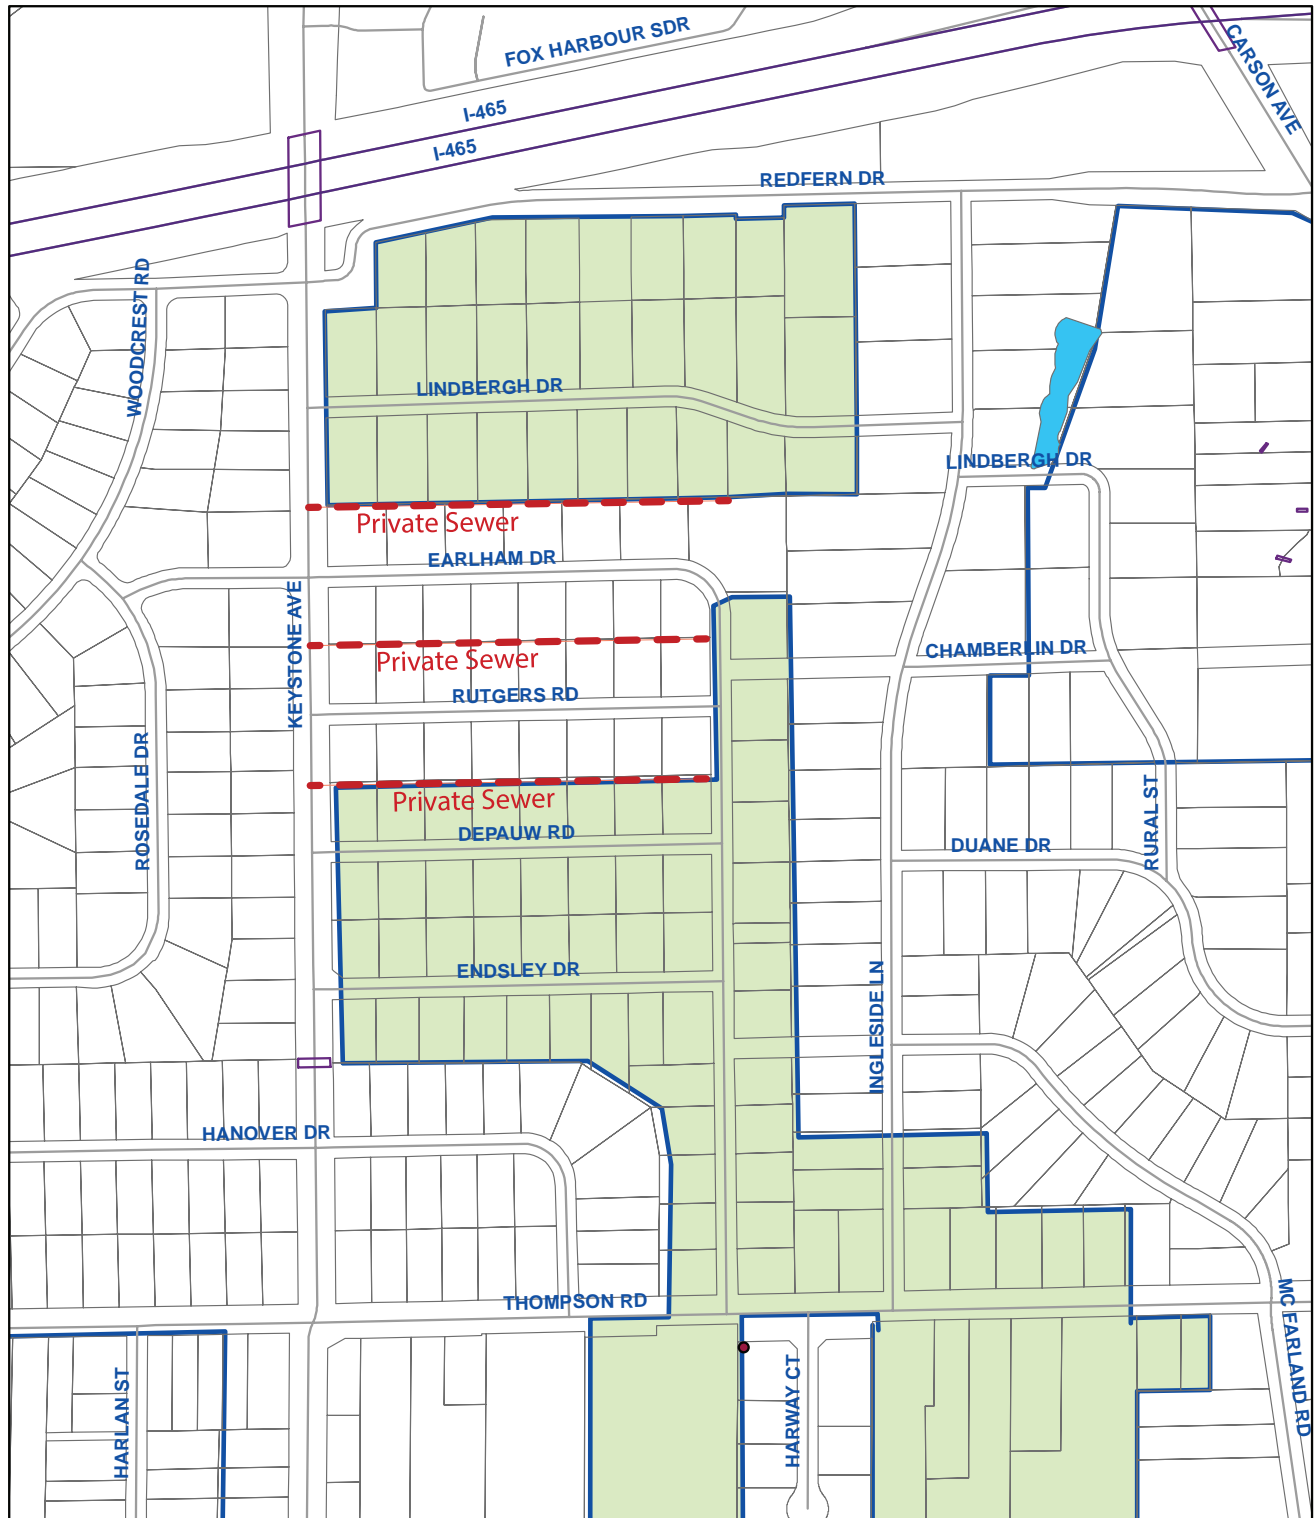 FOX HARBOUR SDR
CARSON AVE
I-465
I-465
REDFERN DR
WOODCREST RD
LINDBERGH DR
LINDBERGH DR
Private Sewer
EARLHAM DR
KEYSTONE AVE
Private Sewer
CHAMBERLIN DR
RUTGERS RD
ROSEDALE DR
Private Sewer
RURAL ST
DEPAUW RD
DUANE DR
ENDSLEY DR
INGLESIDE LN
HANOVER DR
THOMPSON RD
MC FARLAND RD
HARLAN ST
HARWAY CT